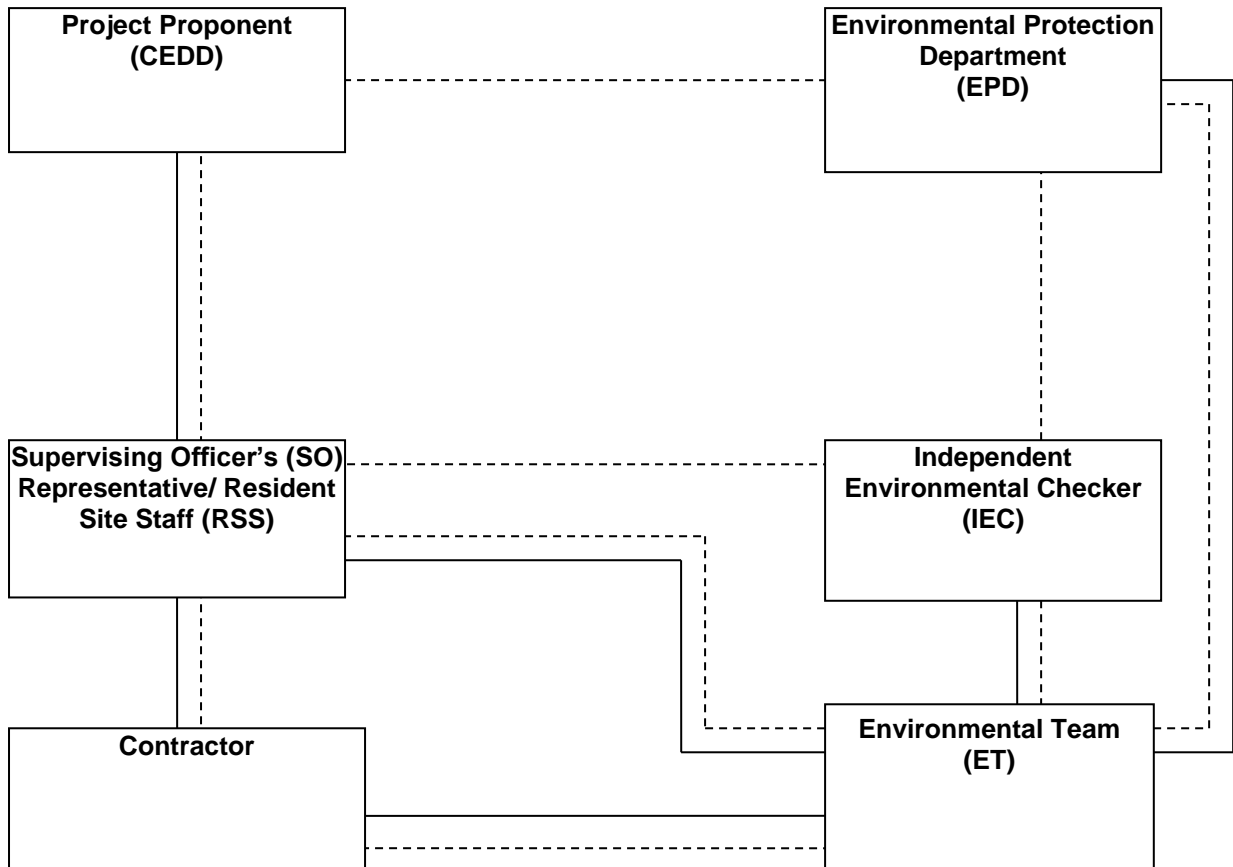 Project Proponent
(CEDD)
Environmental Protection
Department
(EPD)
Supervising Officer's (SO)
Representative/ Resident
Site Staff (RSS)
Independent
Environmental Checker
(IEC)
Contractor
Environmental Team
(ET)